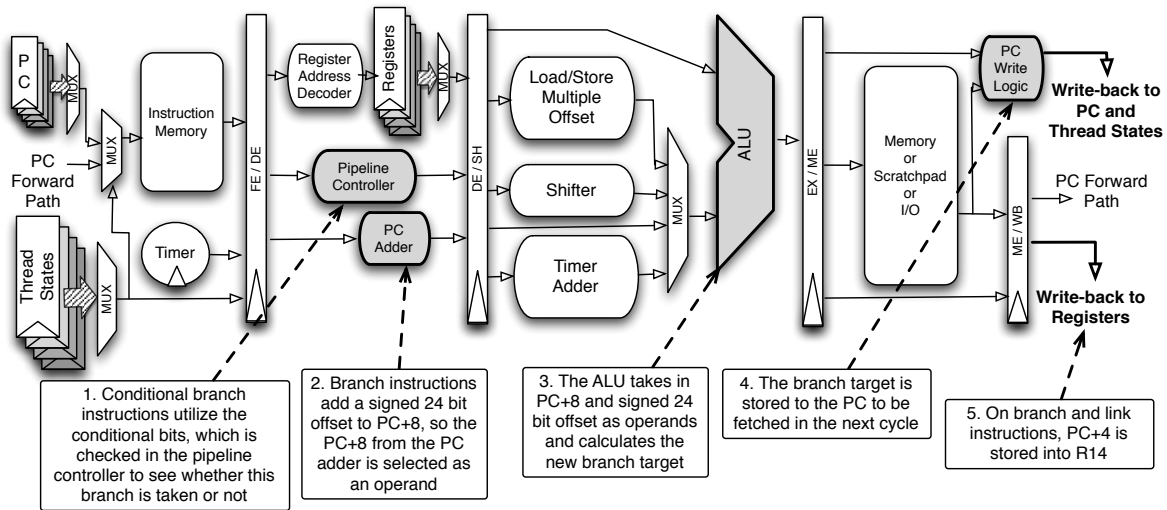 P
C
MUX
PC
Forward
Path
MUX
Thread
States
MUX
Instruction
Memory
Timer
FE / DE
Register
Address
Decoder
Registers
MUX
Pipeline
Controller
PC
Adder
DE / SH
Load/Store
Multiple
Offset
Shifter
Timer
Adder
MUX
ALU
EX / ME
Memory
or
Scratchpad
or
I/O
PC
Write
Logic
Write-back to
PC and
Thread States
ME / WB
PC Forward
Path
Write-back to
Registers
1. Conditional branch
instructions utilize the
conditional bits, which is
checked in the pipeline
controller to see whether this
branch is taken or not
2. Branch instructions
add a signed 24 bit
offset to PC+8, so the
PC+8 from the PC
adder is selected as
an operand
3. The ALU takes in
PC+8 and signed 24
bit offset as operands
and calculates the
new branch target
4. The branch target is
stored to the PC to be
fetched in the next cycle
5. On branch and link
instructions, PC+4 is
stored into R14